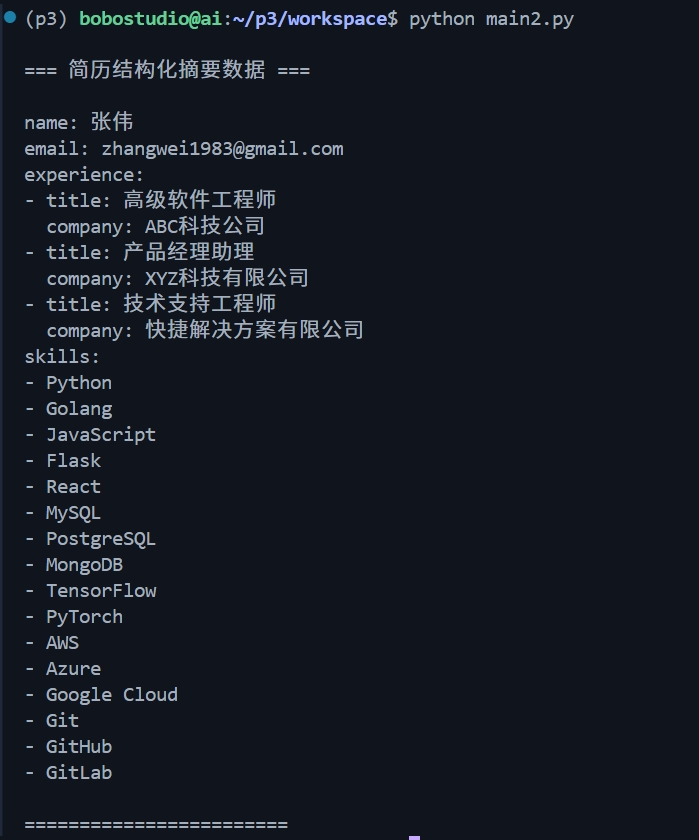 (p3) bobostudio@ai:~/p3/workspace$ python main2.py
=== 简历结构化摘要数据 ===
name: 张伟
email: zhangwei1983@gmail.com
experience:
- title: 高级软件工程师
  company: ABC科技公司
- title: 产品经理助理
  company: XYZ科技有限公司
- title: 技术支持工程师
  company: 快捷解决方案有限公司
skills:
- Python
- Golang
- JavaScript
- Flask
- React
- MySQL
- PostgreSQL
- MongoDB
- TensorFlow
- PyTorch
- AWS
- Azure
- Google Cloud
- Git
- GitHub
- GitLab
========================